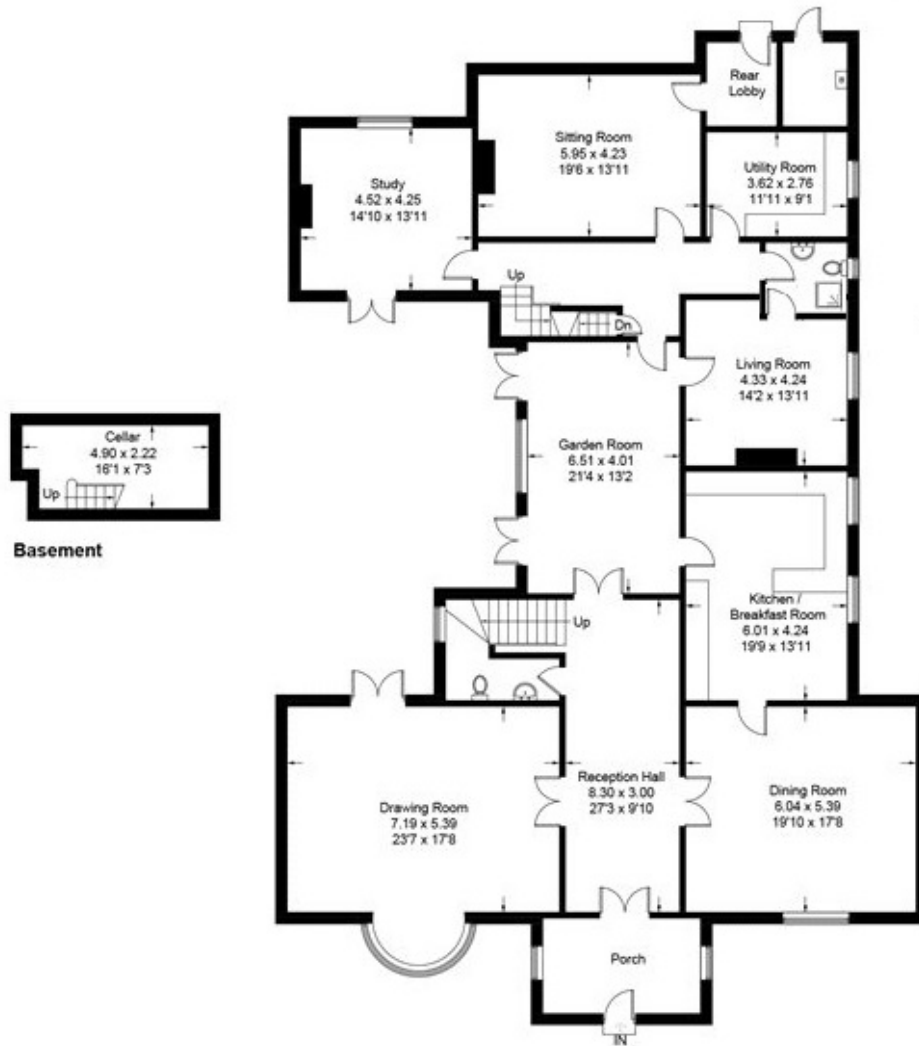 Rear
Lobby
Sitting Room
5.95 x 4.23
19'6 x 13'11
Utility Room
3.62 x 2.76
11'11 x 9'1
Study
4.52 x 4.25
14'10 x 13'11
Up
Dn
Living Room
4.33 x 4.24
14'2 x 13'11
Cellar
4.90 x 2.22
16'1 x 7'3
Up
Basement
Garden Room
6.51 x 4.01
21'4 x 13'2
Kitchen /
Breakfast Room
6.01 x 4.24
19'9 x 13'11
Up
Reception Hall
8.30 x 3.00
27'3 x 9'10
Drawing Room
7.19 x 5.39
23'7 x 17'8
Dining Room
6.04 x 5.39
19'10 x 17'8
Porch
IN